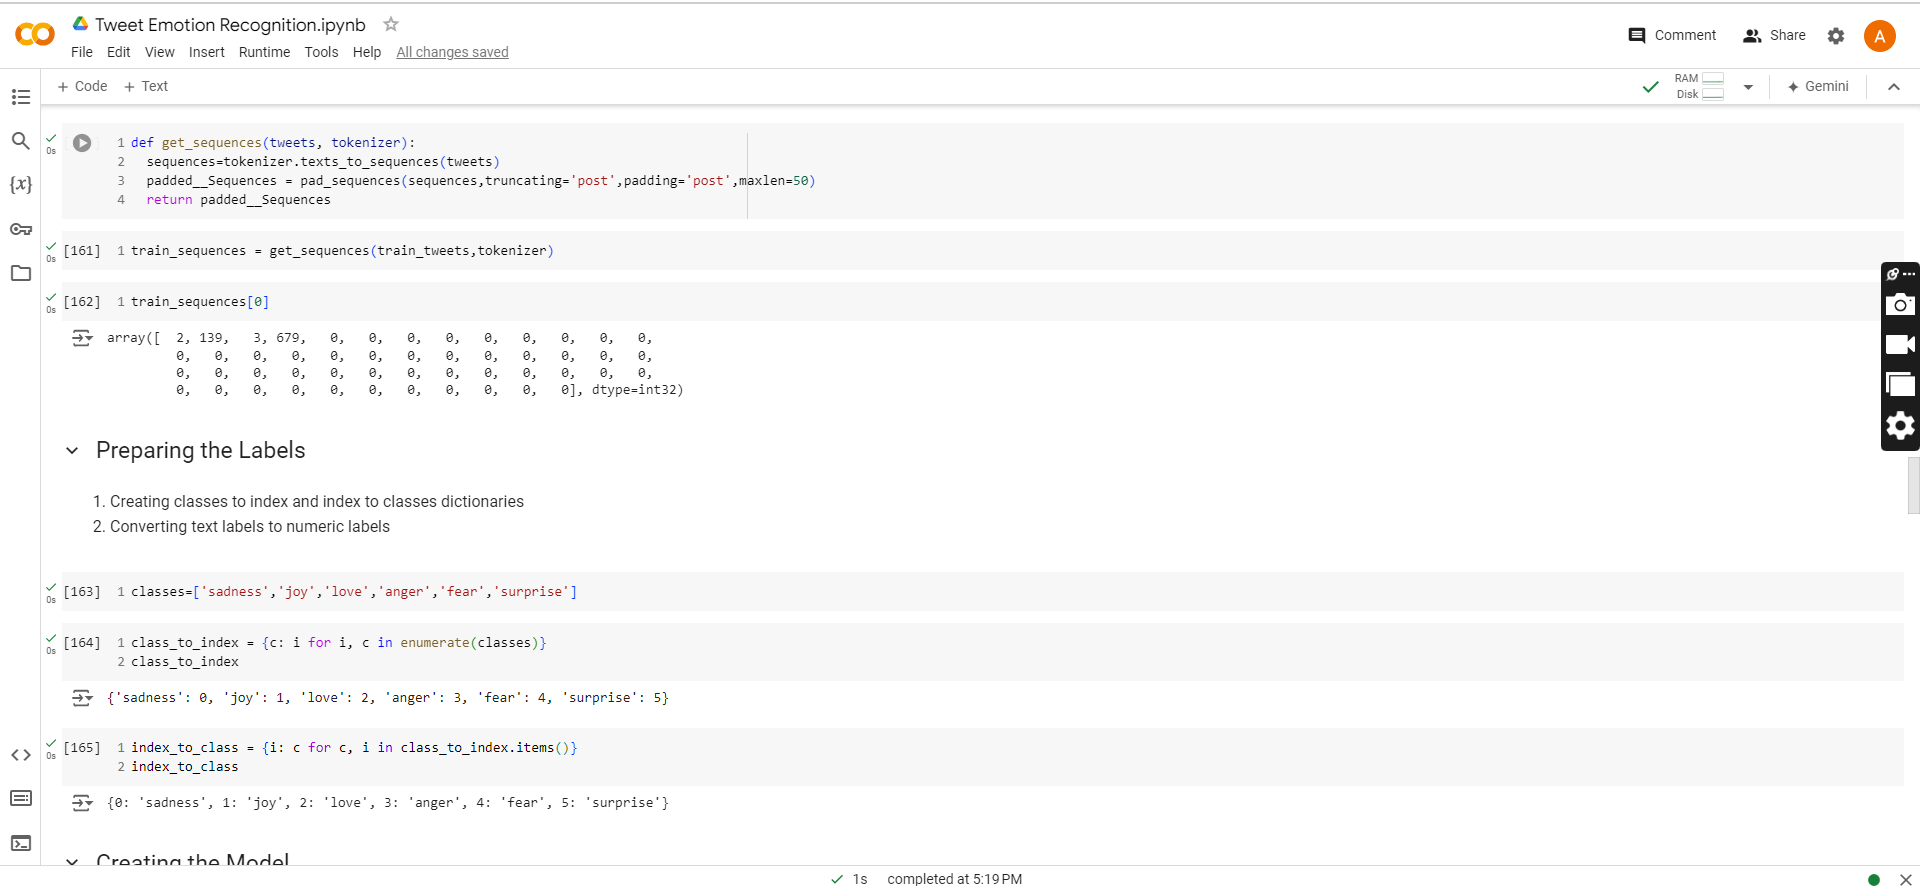 Tweet Emotion Recognition.ipynb
File Edit View Insert Runtime Tools Help All changes saved
Comment Share A
+ Code + Text
RAM
Disk
Gemini
0s
1 def get_sequences(tweets, tokenizer):
2 sequences=tokenizer.texts_to_sequences(tweets)
3 padded__Sequences = pad_sequences(sequences,truncating='post',padding='post',maxlen=50)
4 return padded__Sequences
0s
[161] 1 train_sequences = get_sequences(train_tweets,tokenizer)
0s
[162] 1 train_sequences[0]
array([ 2, 139, 3, 679, 0, 0, 0, 0, 0, 0, 0, 0, 0,
0, 0, 0, 0, 0, 0, 0, 0, 0, 0, 0, 0, 0,
0, 0, 0, 0, 0, 0, 0, 0, 0, 0, 0, 0, 0,
0, 0, 0, 0, 0, 0, 0, 0, 0, 0, 0], dtype=int32)
Preparing the Labels
1. Creating classes to index and index to classes dictionaries
2. Converting text labels to numeric labels
0s
[163] 1 classes=['sadness','joy','love','anger','fear','surprise']
0s
[164] 1 class_to_index = {c: i for i, c in enumerate(classes)}
2 class_to_index
{'sadness': 0, 'joy': 1, 'love': 2, 'anger': 3, 'fear': 4, 'surprise': 5}
0s
[165] 1 index_to_class = {i: c for c, i in class_to_index.items()}
2 index_to_class
{0: 'sadness', 1: 'joy', 2: 'love', 3: 'anger', 4: 'fear', 5: 'surprise'}
Creating the Model
1s completed at 5:19 PM